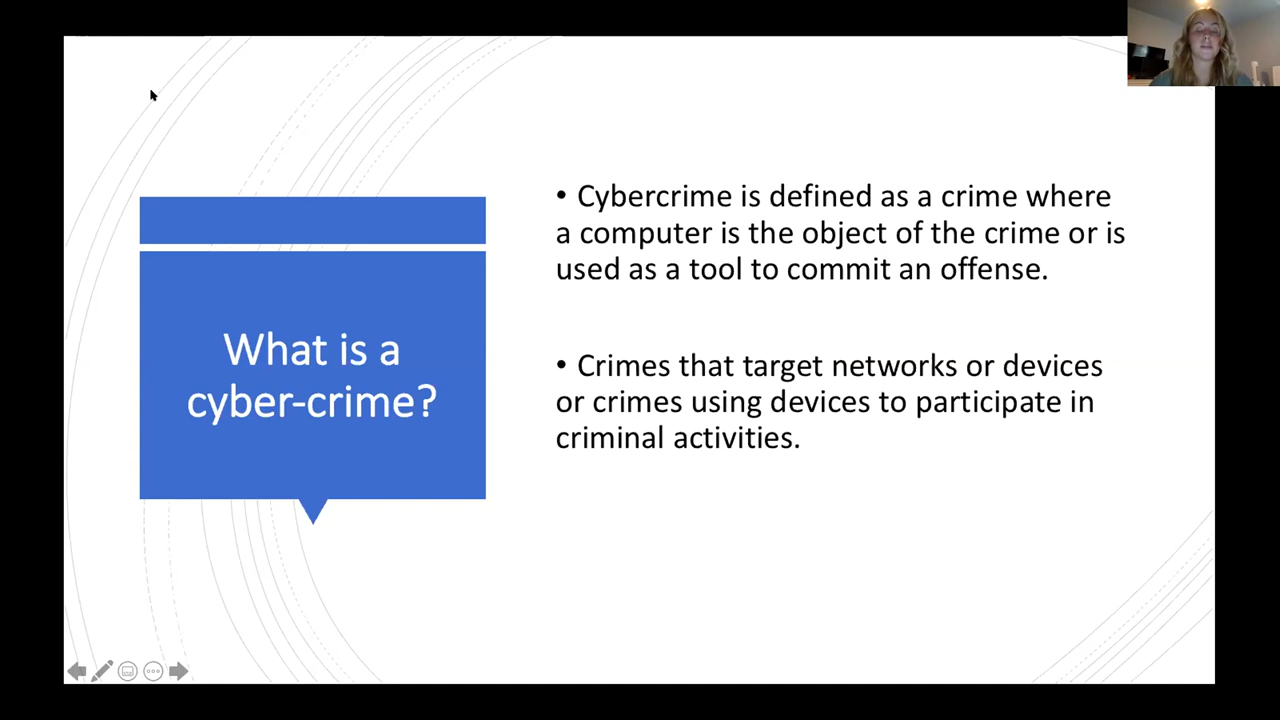 What is a
cyber-crime?
• Cybercrime is defined as a crime where
a computer is the object of the crime or is
used as a tool to commit an offense.
• Crimes that target networks or devices
or crimes using devices to participate in
criminal activities.